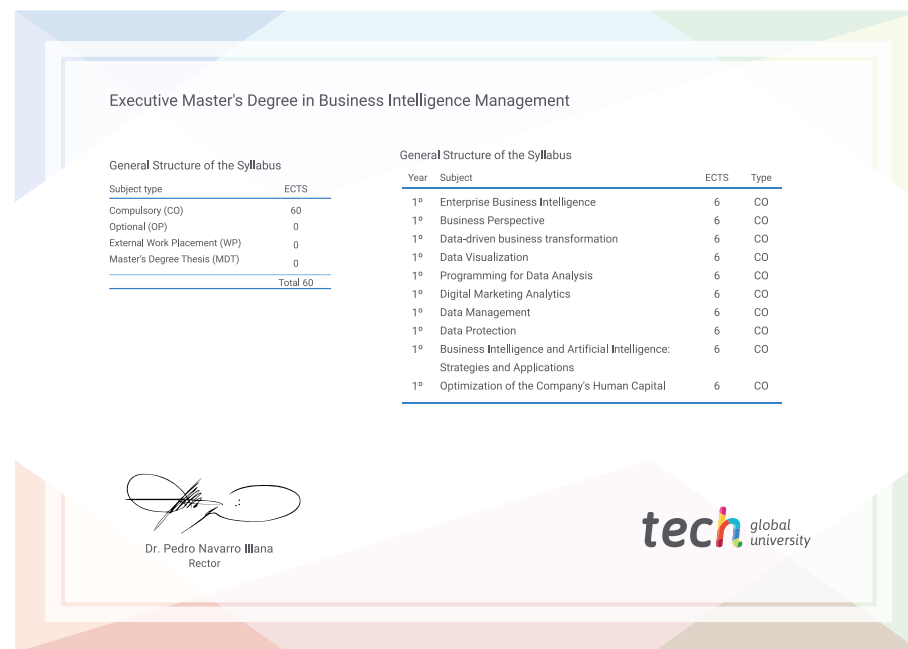 Executive Master's Degree in Business Intelligence Management
General Structure of the Syllabus
Subject type ECTS
Compulsory (CO) 60
Optional (OP) 0
External Work Placement (WP) 0
Master's Degree Thesis (MDT) 0
Total 60
General Structure of the Syllabus
Year Subject ECTS Type
1º Enterprise Business Intelligence 6 CO
1º Business Perspective 6 CO
1º Data-driven business transformation 6 CO
1º Data Visualization 6 CO
1º Programming for Data Analysis 6 CO
1º Digital Marketing Analytics 6 CO
1º Data Management 6 CO
1º Data Protection 6 CO
1º Business Intelligence and Artificial Intelligence: 6 CO
Strategies and Applications
1º Optimization of the Company's Human Capital 6 CO
Dr. Pedro Navarro Illana
Rector
tech global
university